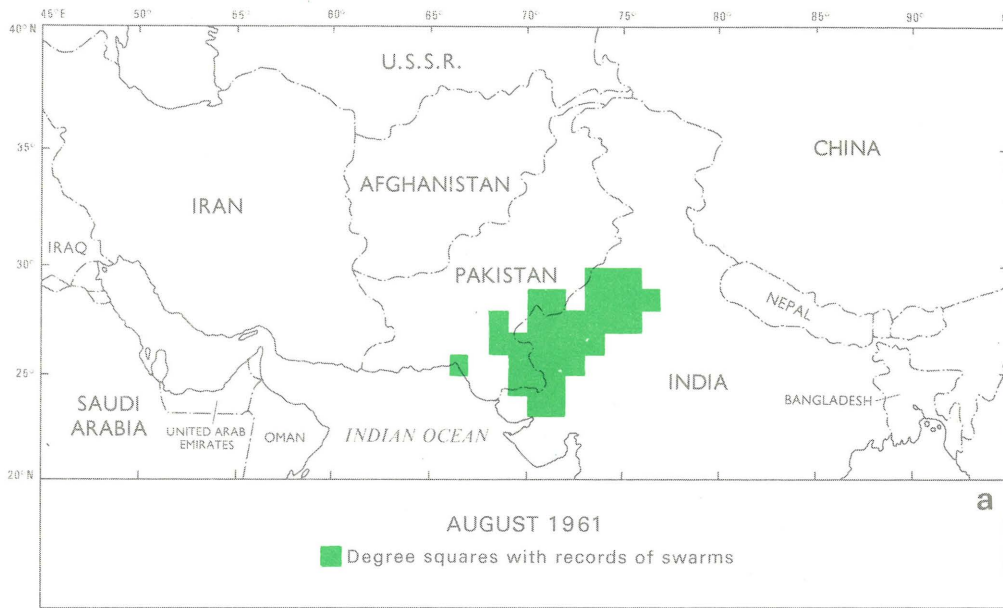 45°E 50° 55° 60° 65° 70° 75° 80° 85° 90°
40°N
U.S.S.R.
35°
CHINA
AFGHANISTAN
IRAN
IRAQ
30°
PAKISTAN
NEPAL
25°
INDIA
BANGLADESH
SAUDI
ARABIA
UNITED ARAB
EMIRATES
OMAN
INDIAN OCEAN
20°N
a
AUGUST 1961
Degree squares with records of swarms